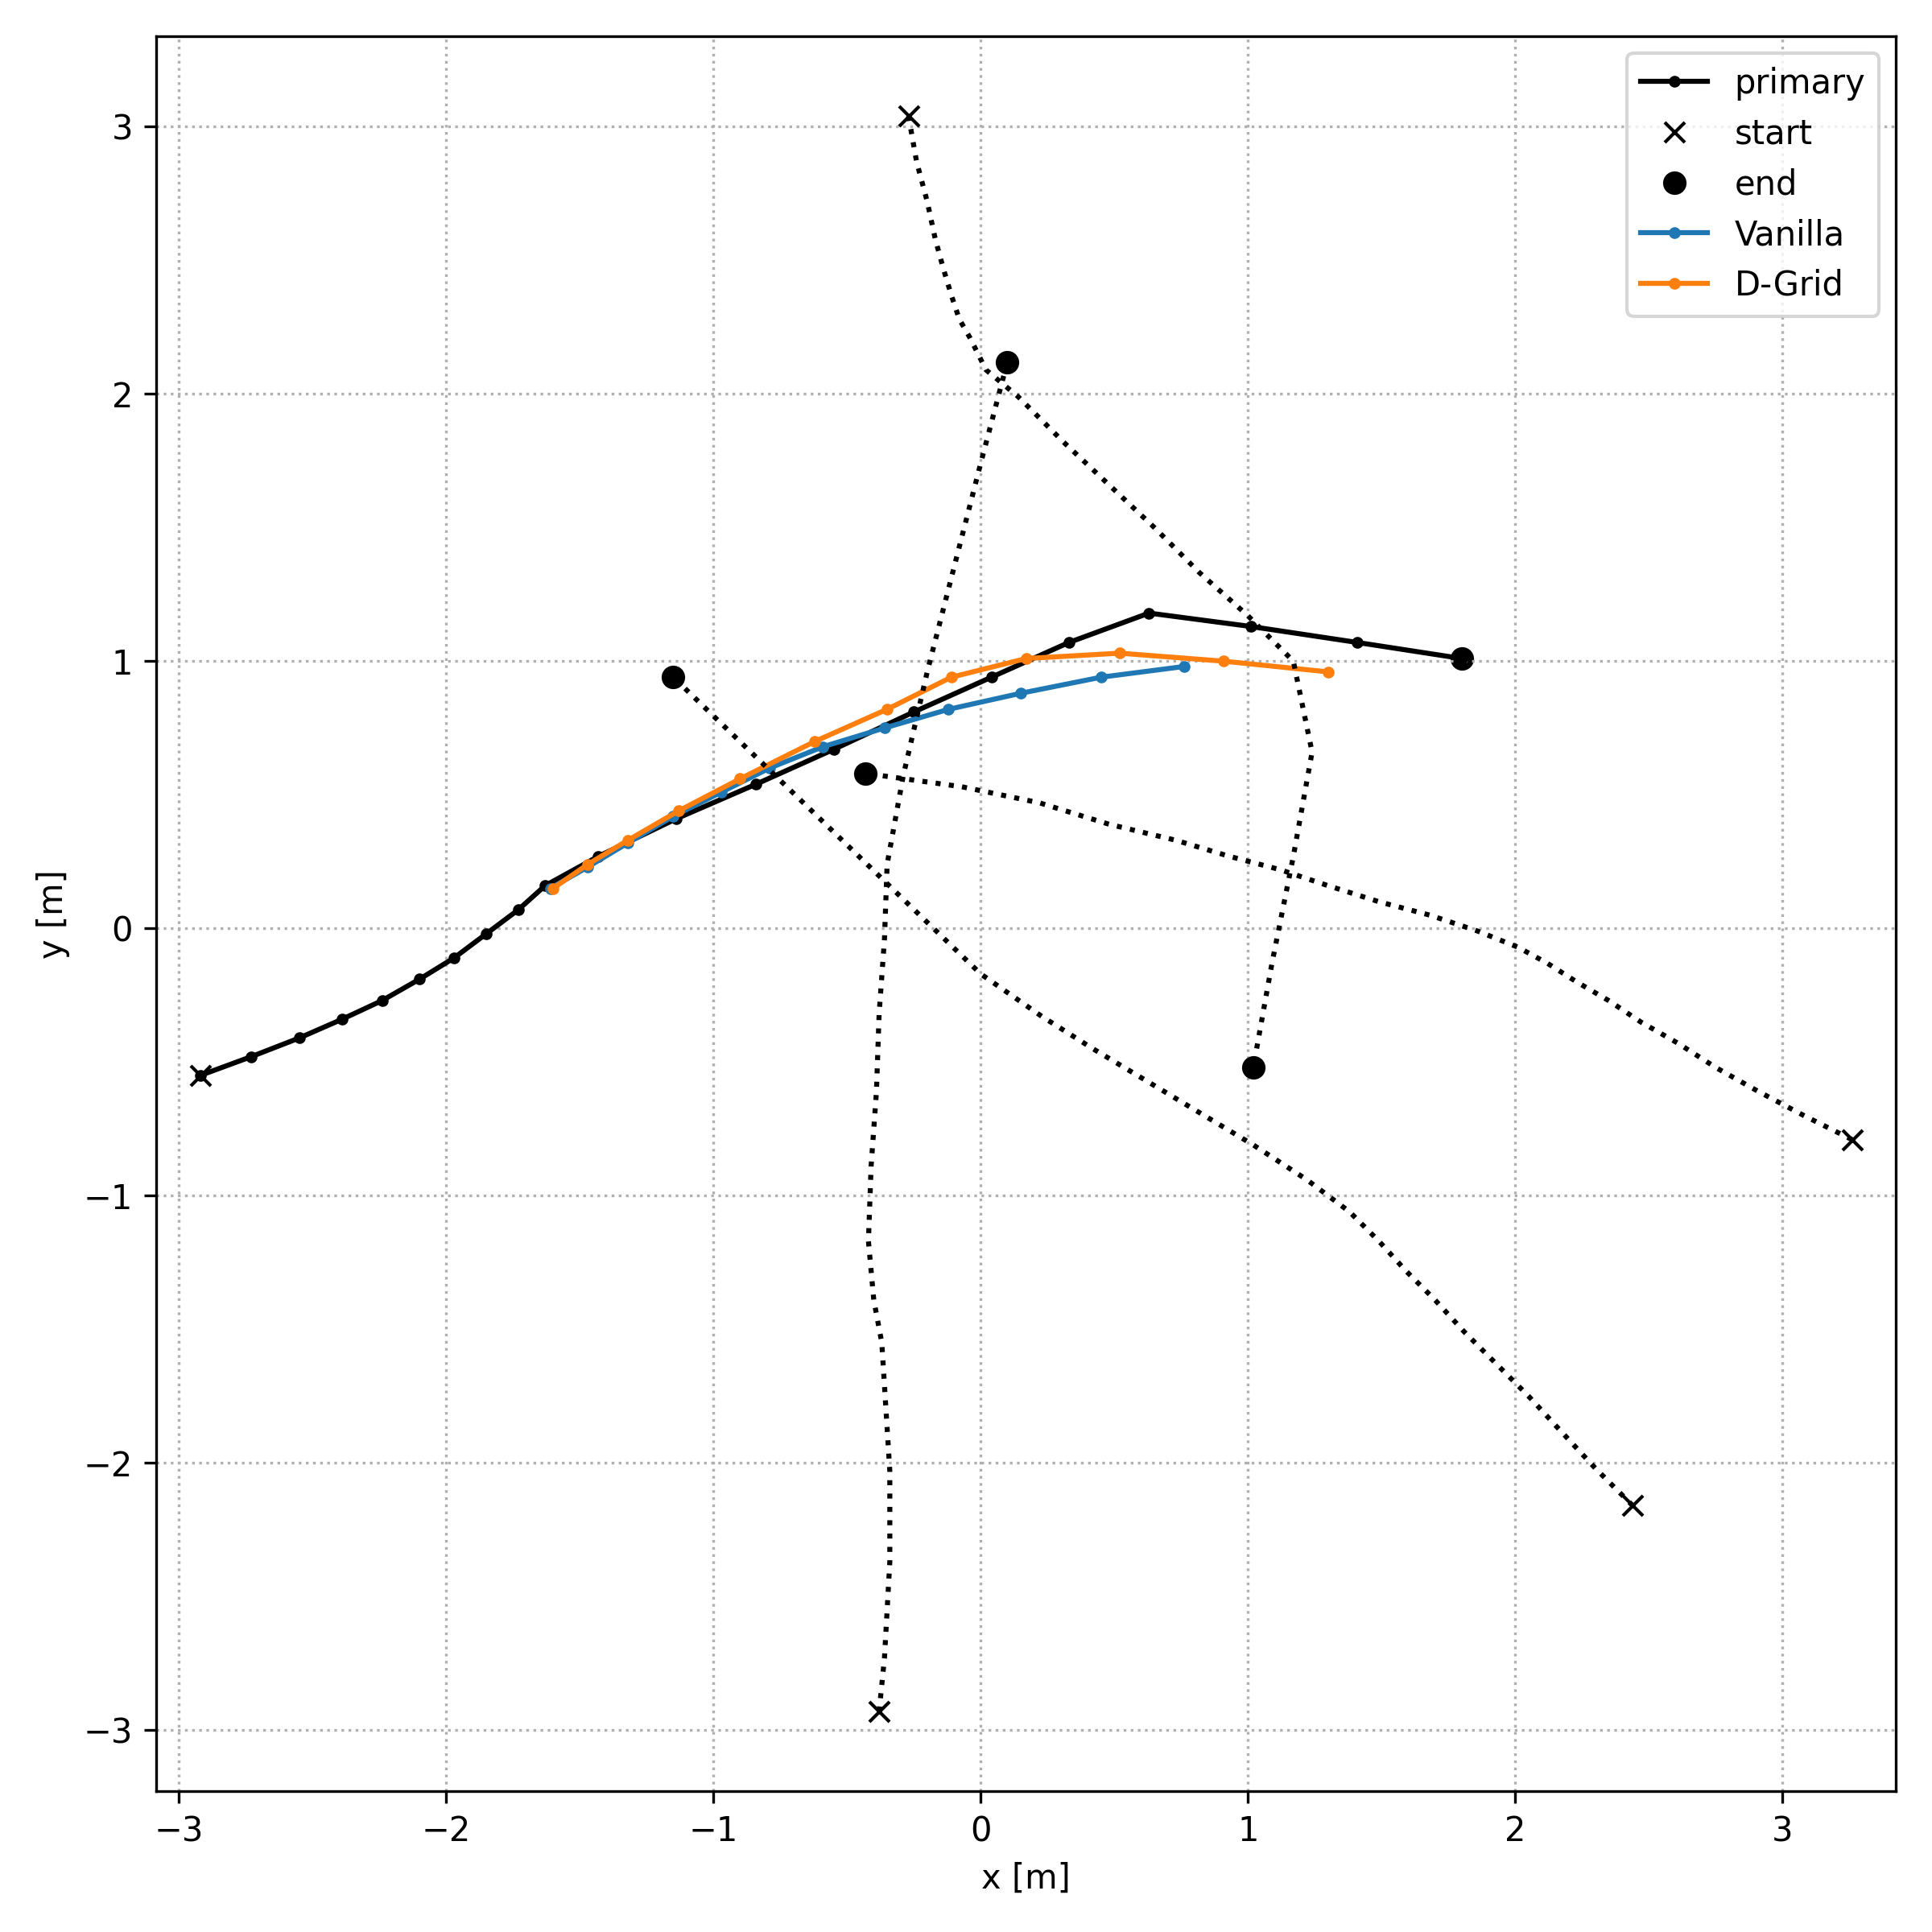 primary
start
end
Vanilla
D-Grid
3
2
1
0
−1
−2
−3
y [m]
−3 −2 −1 0 1 2 3
x [m]